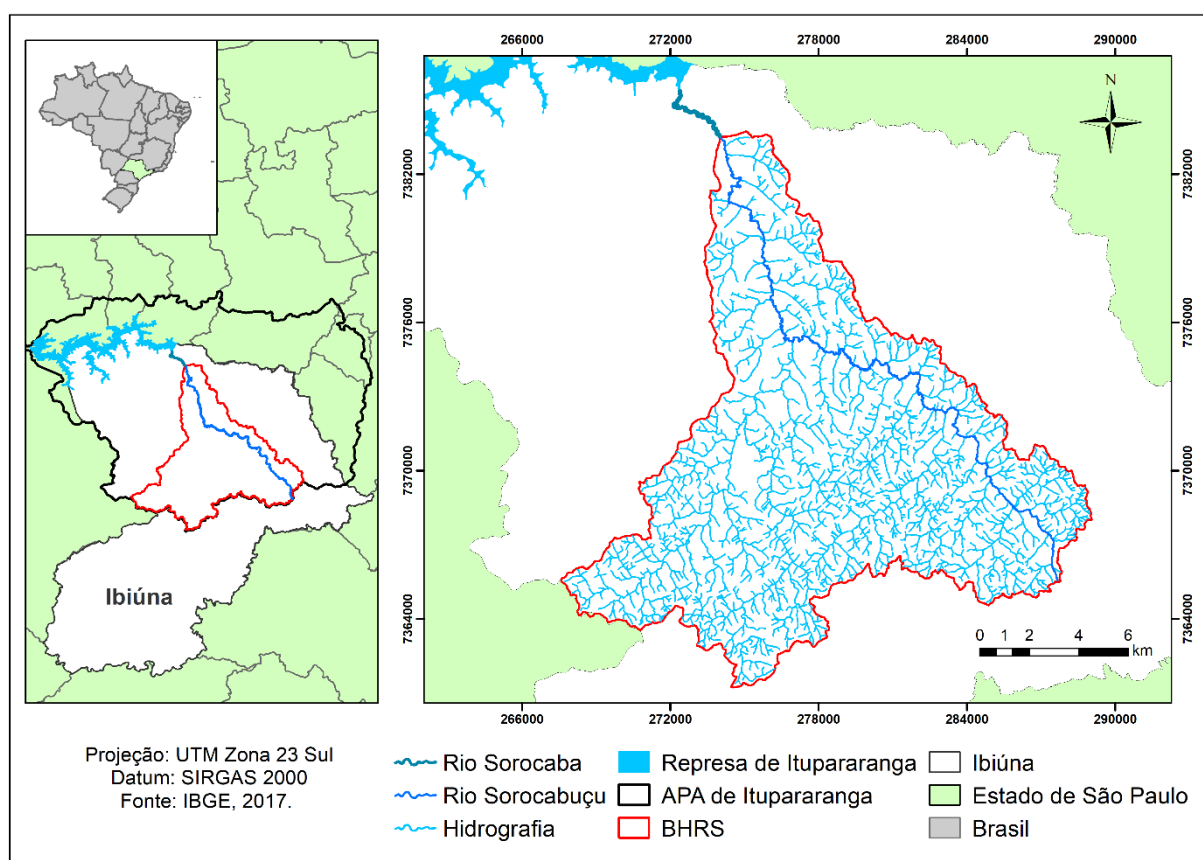 266000 272000 278000 284000 290000
N
7382000 7382000
7376000 7376000
7370000 7370000
7364000 7364000
Ibiúna
0 1 2 4 6
km
266000 272000 278000 284000 290000
Projeção: UTM Zona 23 Sul
Datum: SIRGAS 2000
Fonte: IBGE, 2017.
Rio Sorocaba Represa de Itupararanga Ibiúna
Rio Sorocabuçu APA de Itupararanga Estado de São Paulo
Hidrografia BHRS Brasil